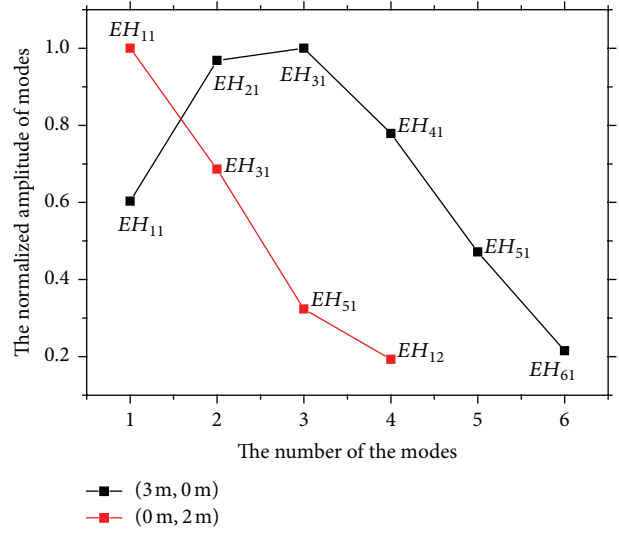 The normalized amplitude of modes
1.0
0.8
0.6
0.4
0.2
EH₁₁
EH₂₁
EH₃₁
EH₄₁
EH₃₁
EH₁₁
EH₅₁
EH₅₁
EH₁₂
EH₆₁
1 2 3 4 5 6
The number of the modes
(3 m, 0 m)
(0 m, 2 m)